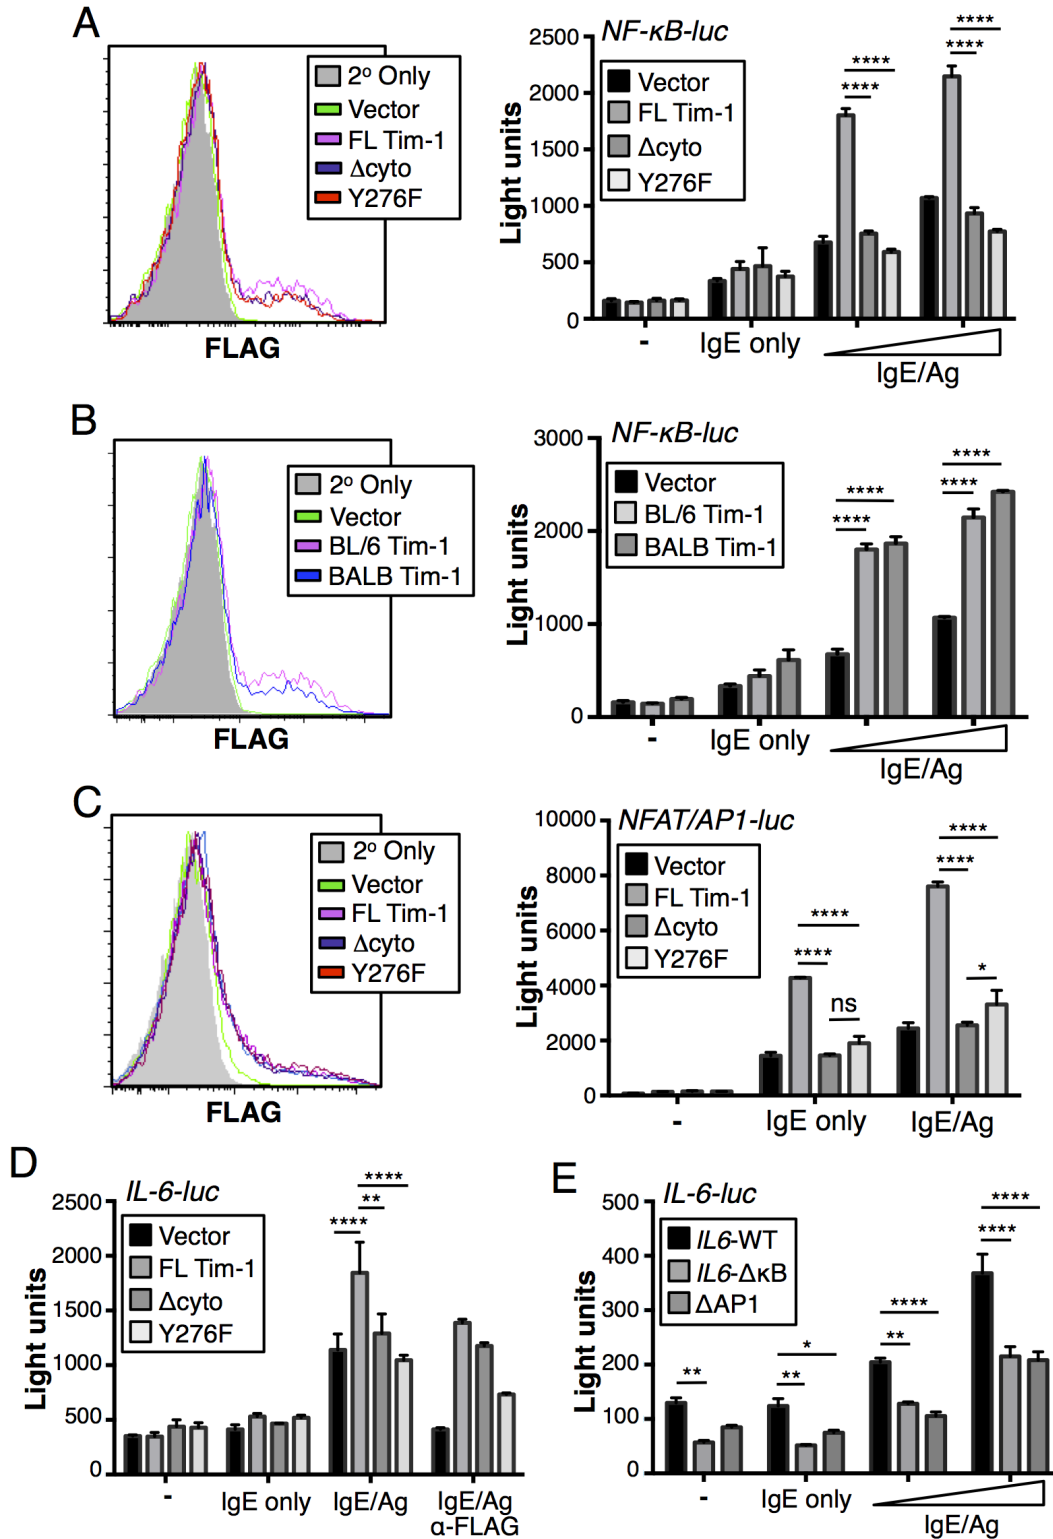 A
2º Only
Vector
FL Tim-1
Δcyto
Y276F
FLAG
NF-κB-luc
Vector
FL Tim-1
Δcyto
Y276F
Light units
2500
2000
1500
1000
500
0
****
****
****
****
-
IgE only
IgE/Ag
B
2º Only
Vector
BL/6 Tim-1
BALB Tim-1
FLAG
NF-κB-luc
Vector
BL/6 Tim-1
BALB Tim-1
Light units
3000
2000
1000
0
****
****
****
****
-
IgE only
IgE/Ag
C
2º Only
Vector
FL Tim-1
Δcyto
Y276F
FLAG
NFAT/AP1-luc
Vector
FL Tim-1
Δcyto
Y276F
Light units
10000
8000
6000
4000
2000
0
****
****
ns
****
****
*
-
IgE only
IgE/Ag
D
IL-6-luc
Vector
FL Tim-1
Δcyto
Y276F
Light units
2500
2000
1500
1000
500
0
****
**
****
-
IgE only
IgE/Ag
IgE/Ag
α-FLAG
E
IL-6-luc
IL6-WT
IL6-ΔκB
ΔAP1
Light units
500
400
300
200
100
0
**
*
**
****
**
****
****
-
IgE only
IgE/Ag